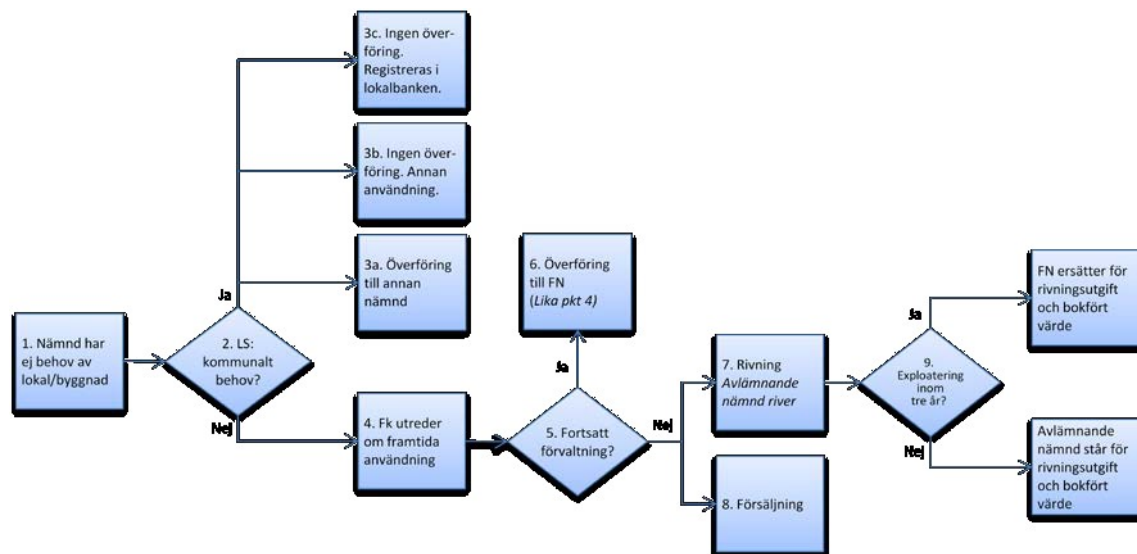 1. Nämnd har
ej behov av
lokal/byggnad
2. LS:
kommunalt
behov?
Ja
3c. Ingen över-
föring.
Registreras i
lokalbanken.
3b. Ingen över-
föring. Annan
användning.
3a. Överföring
till annan
nämnd
Nej
4. Fk utreder
om framtida
användning
5. Fortsatt
förvaltning?
Ja
6. Överföring
till FN
(Lika pkt 4)
Nej
7. Rivning
Avlämnande
nämnd river
8. Försäljning
9.
Exploatering
inom
tre år?
Ja
FN ersätter för
rivningsutgift
och bokfört
värde
Nej
Avlämnande
nämnd står för
rivningsutgift
och bokfört
värde